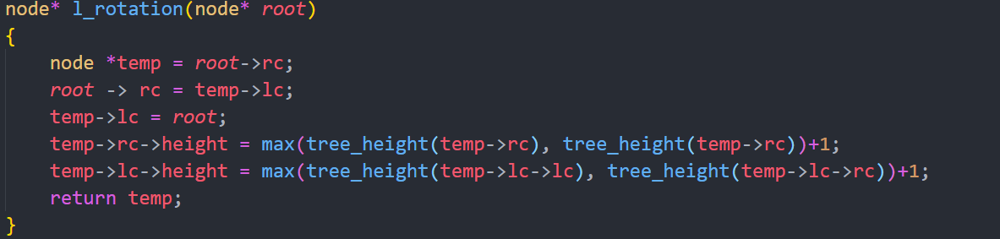 node* l_rotation(node* root)
{
    node *temp = root->rc;
    root -> rc = temp->lc;
    temp->lc = root;
    temp->rc->height = max(tree_height(temp->rc), tree_height(temp->rc))+1;
    temp->lc->height = max(tree_height(temp->lc->lc), tree_height(temp->lc->rc))+1;
    return temp;
}